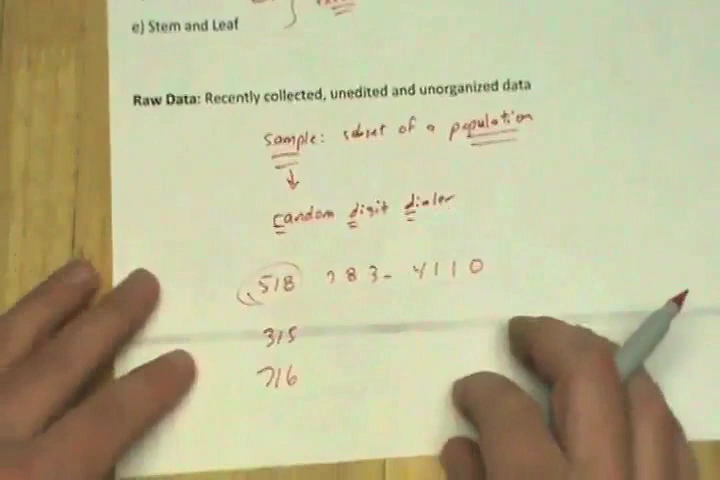 e) Stem and Leaf
Raw Data: Recently collected, unedited and unorganized data
Sample: subset of a population
random digit dialer
518 783-4110
315
716